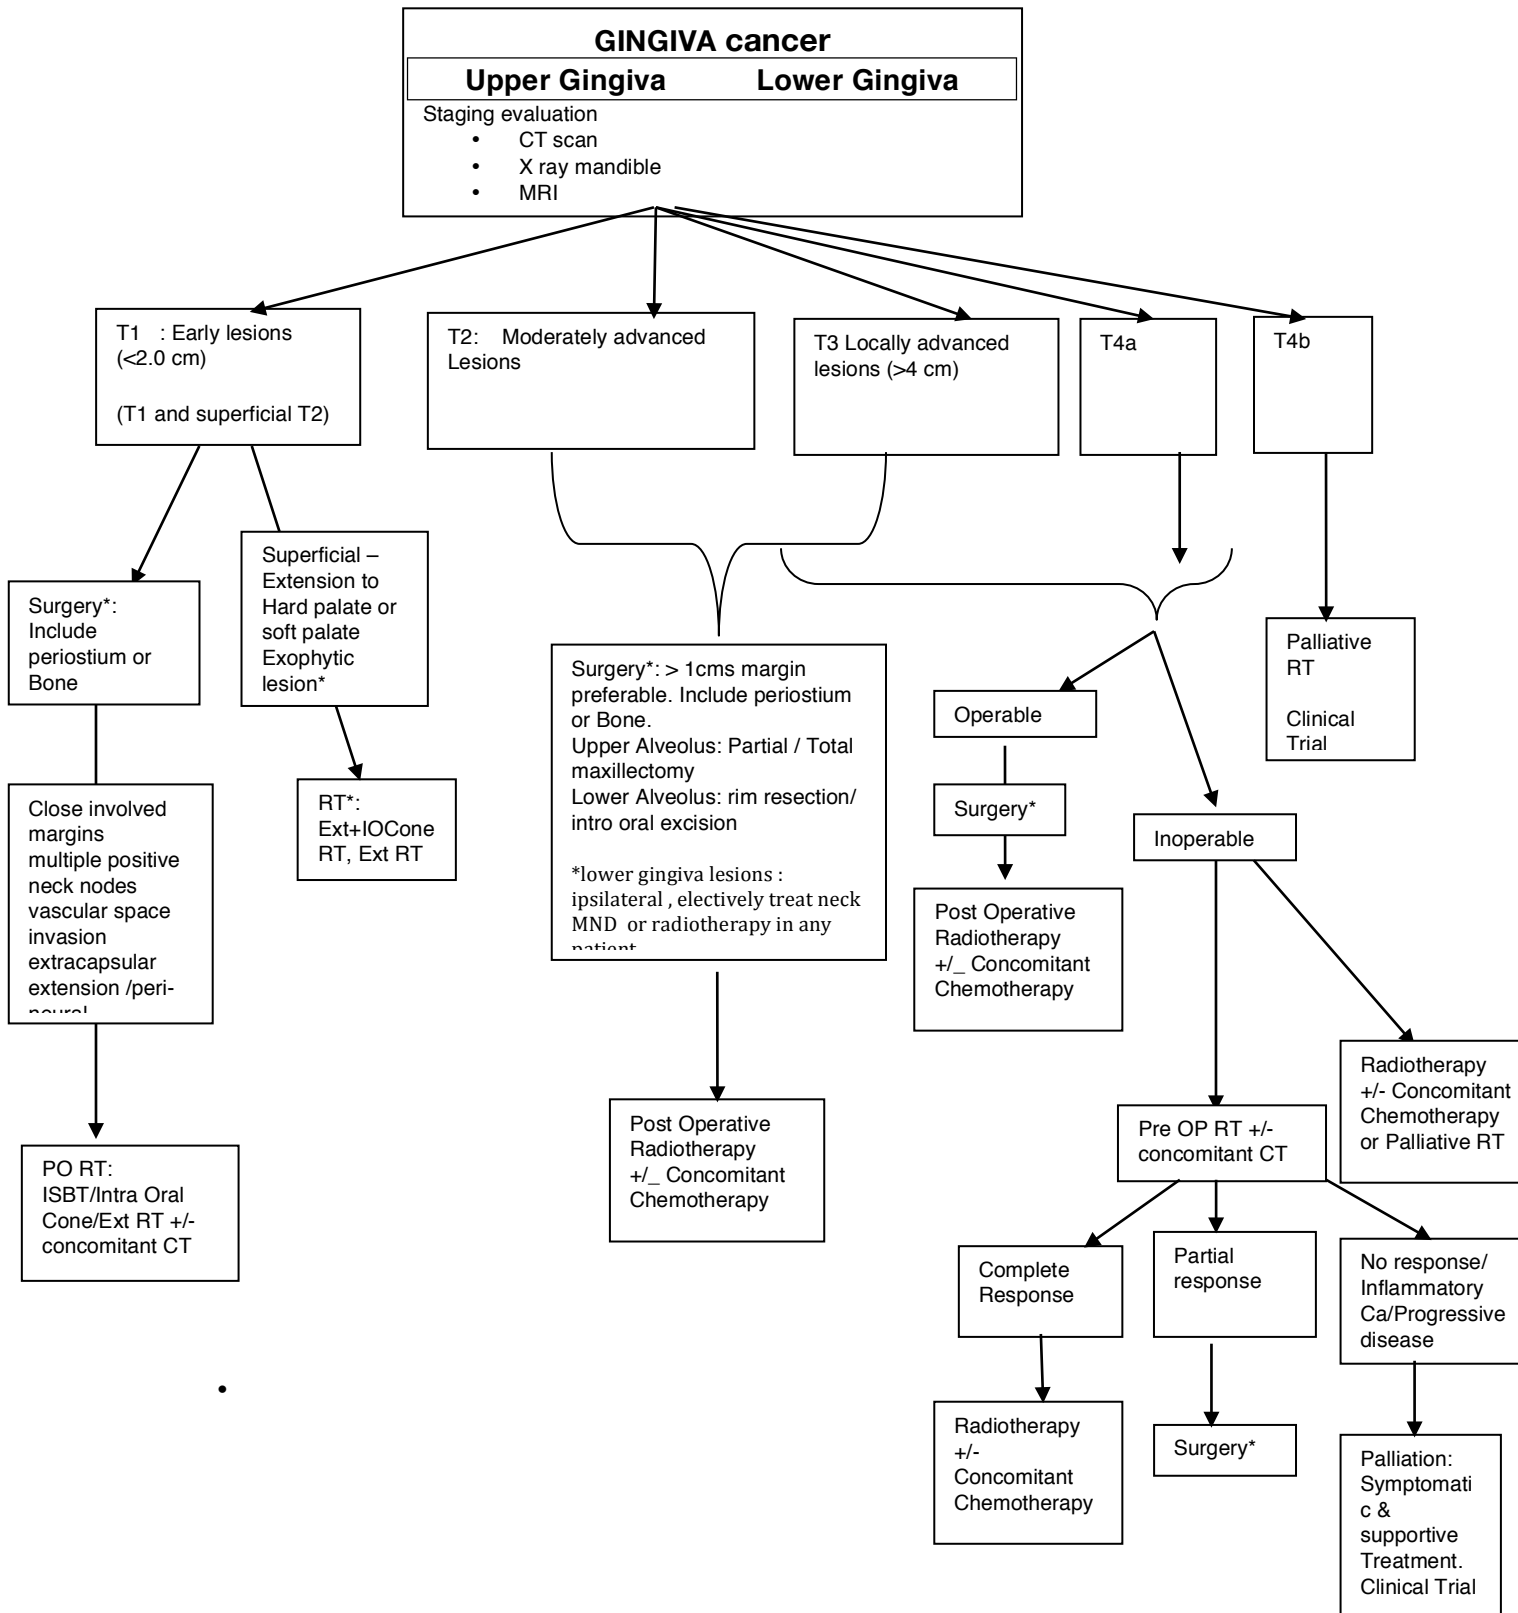 GINGIVA cancer
Upper Gingiva Lower Gingiva
Staging evaluation
• CT scan
• X ray mandible
• MRI
T1 : Early lesions
(<2.0 cm)
(T1 and superficial T2)
T2: Moderately advanced
Lesions
T3 Locally advanced
lesions (>4 cm)
T4a
T4b
Surgery*:
Include
periostium or
Bone
Superficial –
Extension to
Hard palate or
soft palate
Exophytic
lesion*
Close involved
margins
multiple positive
neck nodes
vascular space
invasion
extracapsular
extension /peri-
neural
RT*:
Ext+IOCone
RT, Ext RT
PO RT:
ISBT/Intra Oral
Cone/Ext RT +/-
concomitant CT
Surgery*: > 1cms margin
preferable. Include periostium
or Bone.
Upper Alveolus: Partial / Total
maxillectomy
Lower Alveolus: rim resection/
intro oral excision
*lower gingiva lesions :
ipsilateral , electively treat neck
MND or radiotherapy in any
patient
Post Operative
Radiotherapy
+/_ Concomitant
Chemotherapy
Operable
Surgery*
Post Operative
Radiotherapy
+/_ Concomitant
Chemotherapy
Inoperable
Palliative
RT
Clinical
Trial
Radiotherapy
+/- Concomitant
Chemotherapy
or Palliative RT
Pre OP RT +/-
concomitant CT
Complete
Response
Partial
response
No response/
Inflammatory
Ca/Progressive
disease
Radiotherapy
+/-
Concomitant
Chemotherapy
Surgery*
Palliation:
Symptomati
c &
supportive
Treatment.
Clinical Trial
•